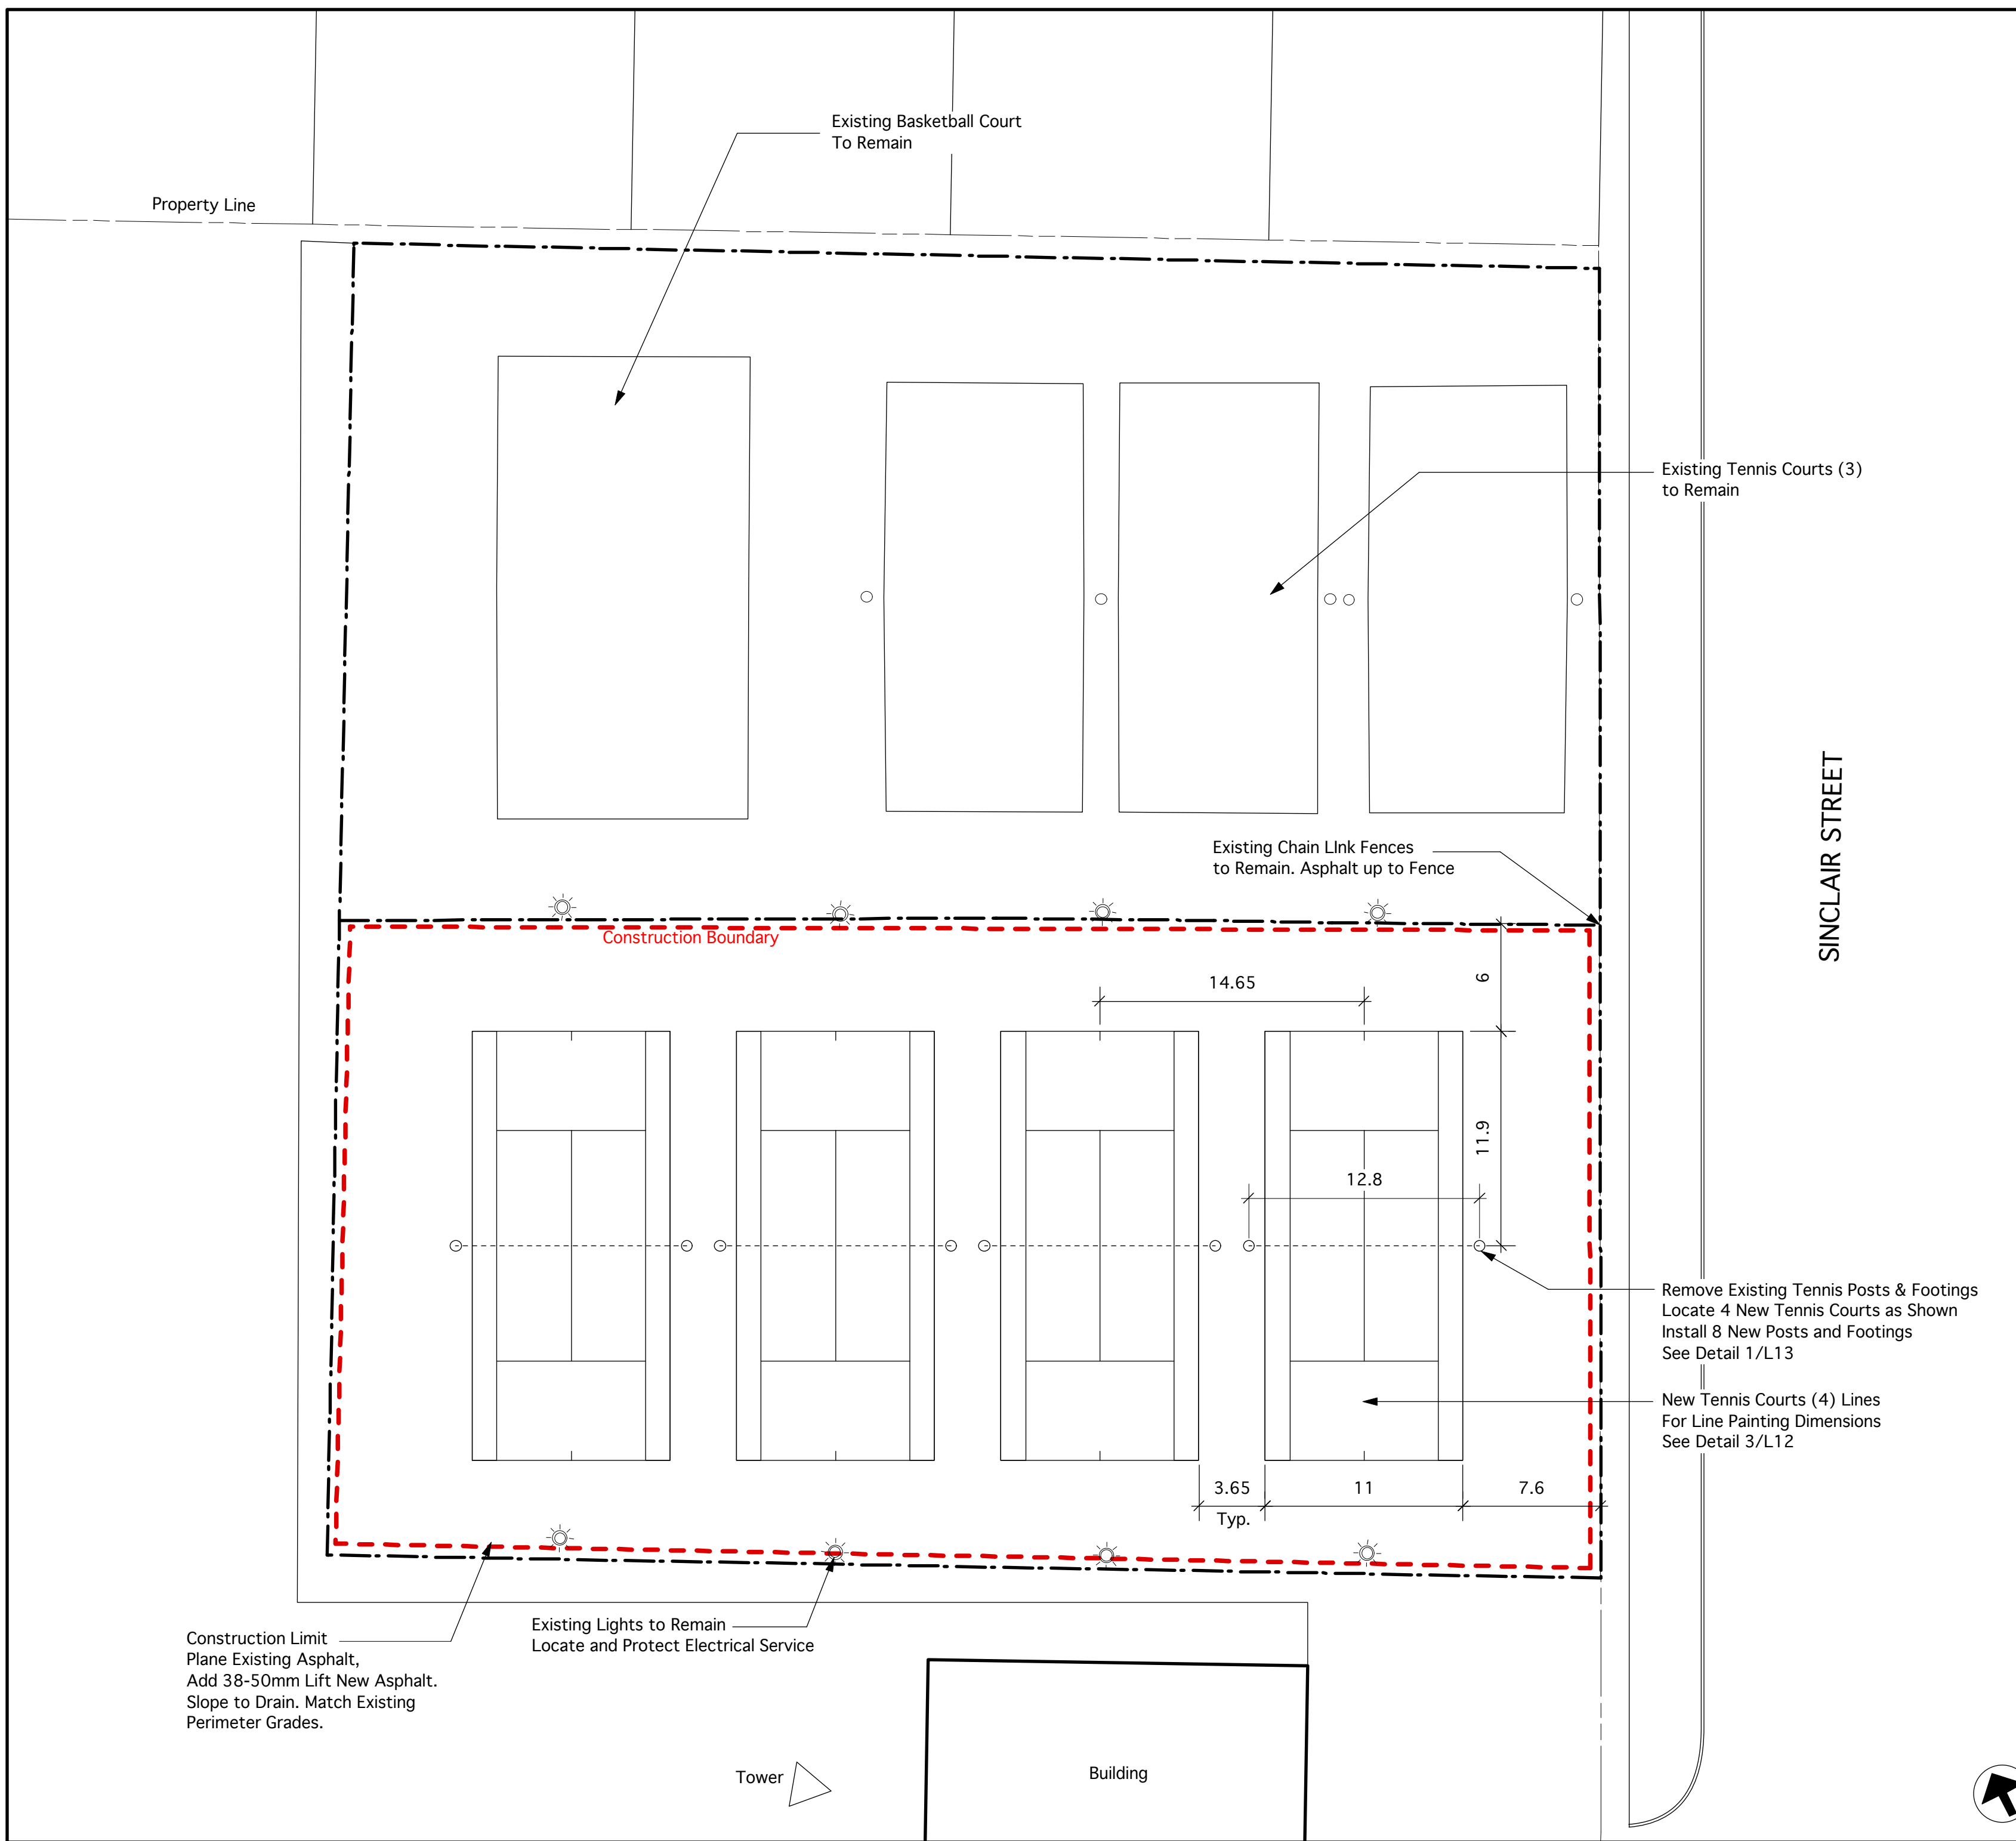 Existing Basketball Court
To Remain
Property Line
Existing Tennis Courts (3)
to Remain
SINCLAIR STREET
Existing Chain LInk Fences
to Remain. Asphalt up to Fence
Construction Boundary
14.65
6
11.9
12.8
Remove Existing Tennis Posts & Footings
Locate 4 New Tennis Courts as Shown
Install 8 New Posts and Footings
See Detail 1/L13
New Tennis Courts (4) Lines
For Line Painting Dimensions
See Detail 3/L12
3.65
Typ.
11
7.6
Construction Limit
Plane Existing Asphalt,
Add 38-50mm Lift New Asphalt.
Slope to Drain. Match Existing
Perimeter Grades.
Existing Lights to Remain
Locate and Protect Electrical Service
Tower
Building